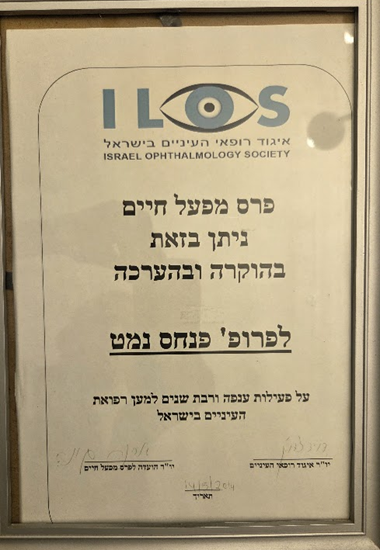 ILOS
איגוד רופאי העיניים בישראל
ISRAEL OPHTHALMOLOGY SOCIETY
פרס מפעל חיים
ניתן בזאת
בהוקרה ובהערכה
לפרופ' פנחס נמט
על פעילות ענפה ורבת שנים למען רפואת
העיניים בישראל
יו"ר הועדה לפרס מפעל חיים
יו"ר איגוד רופאי העיניים
תאריך